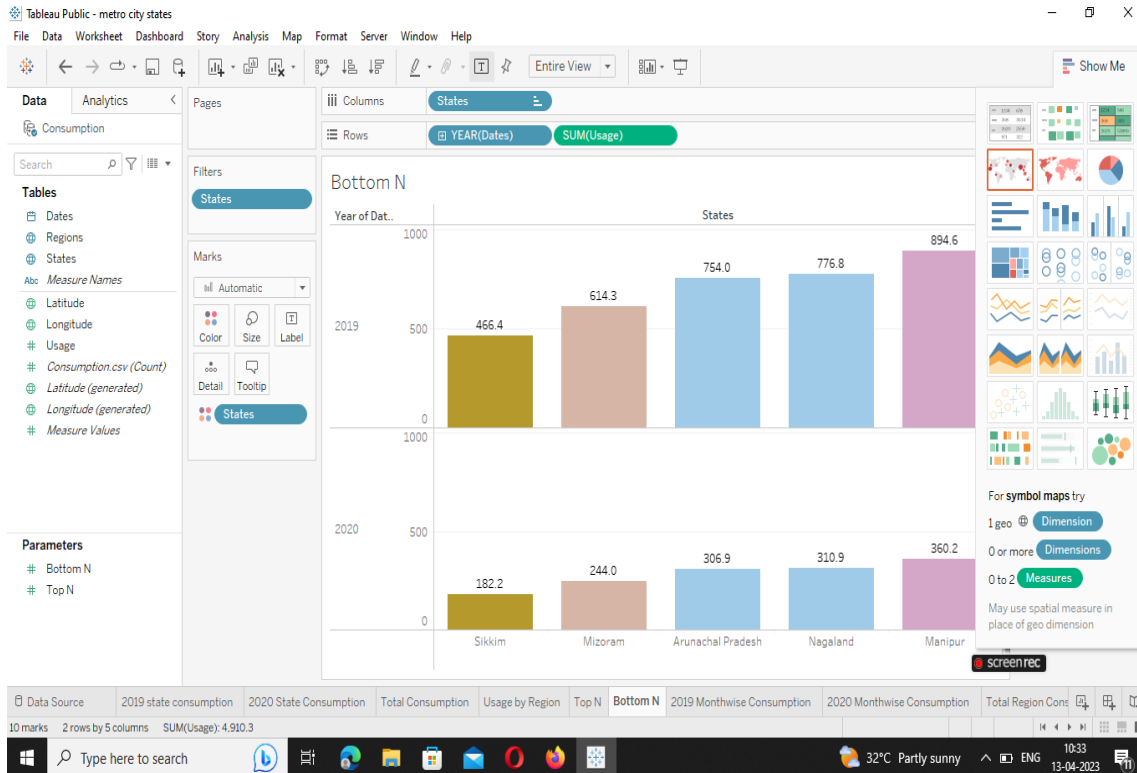 Tableau Public - metro city states
File Data Worksheet Dashboard Story Analysis Map Format Server Window Help
Entire View
Show Me
Data Analytics
Consumption
Search
Tables
Dates
Regions
States
Abc Measure Names
Latitude
Longitude
# Usage
# Consumption.csv (Count)
Latitude (generated)
Longitude (generated)
# Measure Values
Parameters
# Bottom N
# Top N
Pages
Filters
States
Marks
Automatic
Color Size Label
Detail Tooltip
States
Columns States
Rows YEAR(Dates) SUM(Usage)
Bottom N
Year of Dat.. States
1000
894.6
754.0 776.8
614.3
2019 500 466.4
0
1000
2020 500
360.2
306.9 310.9
244.0
182.2
0
Sikkim Mizoram Arunachal Pradesh Nagaland Manipur
For symbol maps try
1 geo Dimension
0 or more Dimensions
0 to 2 Measures
May use spatial measure in
place of geo dimension
screenrec
Data Source 2019 state consumption 2020 State Consumption Total Consumption Usage by Region Top N Bottom N 2019 Monthwise Consumption 2020 Monthwise Consumption Total Region Cons
10 marks 2 rows by 5 columns SUM(Usage): 4,910.3
Type here to search
32°C Partly sunny
ENG
10:33
13-04-2023
11